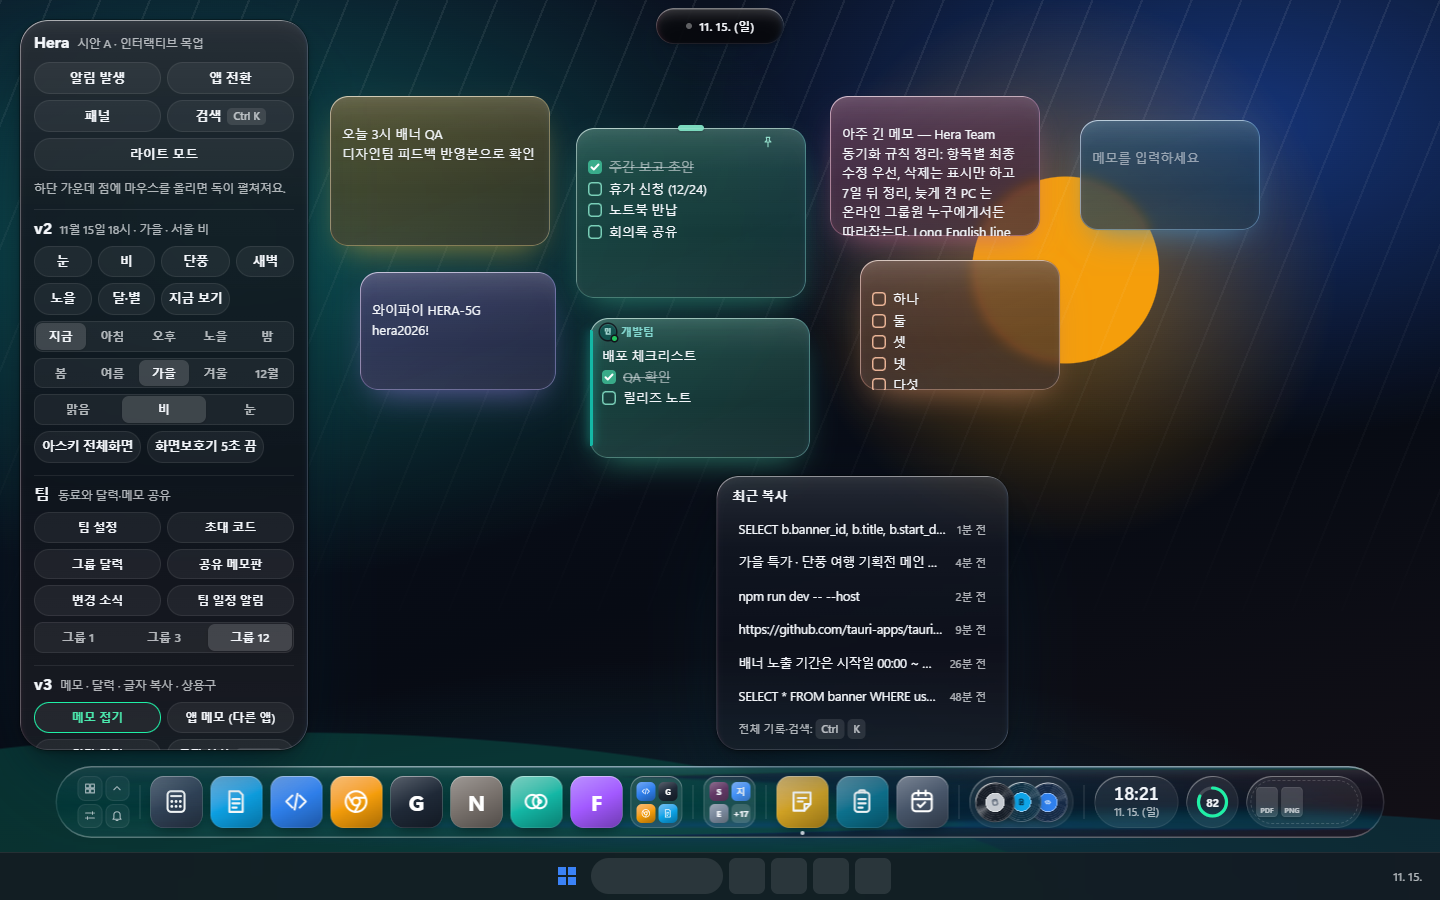 11. 15. (일)
Hera 시안 A · 인터랙티브 목업
알림 발생
앱 전환
패널
검색 Ctrl K
라이트 모드
하단 가운데 점에 마우스를 올리면 독이 펼쳐져요.
v2 11월 15일 18시 · 가을 · 서울 비
눈
비
단풍
새벽
노을
달·별
지금 보기
지금
아침
오후
노을
밤
봄
여름
가을
겨울
12월
맑음
비
눈
아스키 전체화면
화면보호기 5초 끔
팀 동료와 달력·메모 공유
팀 설정
초대 코드
그룹 달력
공유 메모판
변경 소식
팀 일정 알림
그룹 1
그룹 3
그룹 12
v3 메모 · 달력 · 글자 복사 · 상용구
메모 접기
앱 메모 (다른 앱)
오늘 3시 배너 QA
디자인팀 피드백 반영본으로 확인
주간 보고 초안
휴가 신청 (12/24)
노트북 반납
회의록 공유
아주 긴 메모 — Hera Team
동기화 규칙 정리: 항목별 최종
수정 우선, 삭제는 표시만 하고
7일 뒤 정리, 늦게 켠 PC 는
온라인 그룹원 누구에게서든
따라잡는다. Long English line
메모를 입력하세요
와이파이 HERA-5G
hera2026!
개발팀
배포 체크리스트
QA 확인
릴리즈 노트
하나
둘
셋
넷
다섯
최근 복사
SELECT b.banner_id, b.title, b.start_d... 1분 전
가을 특가 · 단풍 여행 기획전 메인 ... 4분 전
npm run dev -- --host 2분 전
https://github.com/tauri-apps/tauri... 9분 전
배너 노출 기간은 시작일 00:00 ~ ... 26분 전
SELECT * FROM banner WHERE us... 48분 전
전체 기록·검색: Ctrl K
G
N
F
G
S
지
E
+17
18:21
11. 15. (일)
82
PDF
PNG
11. 15.